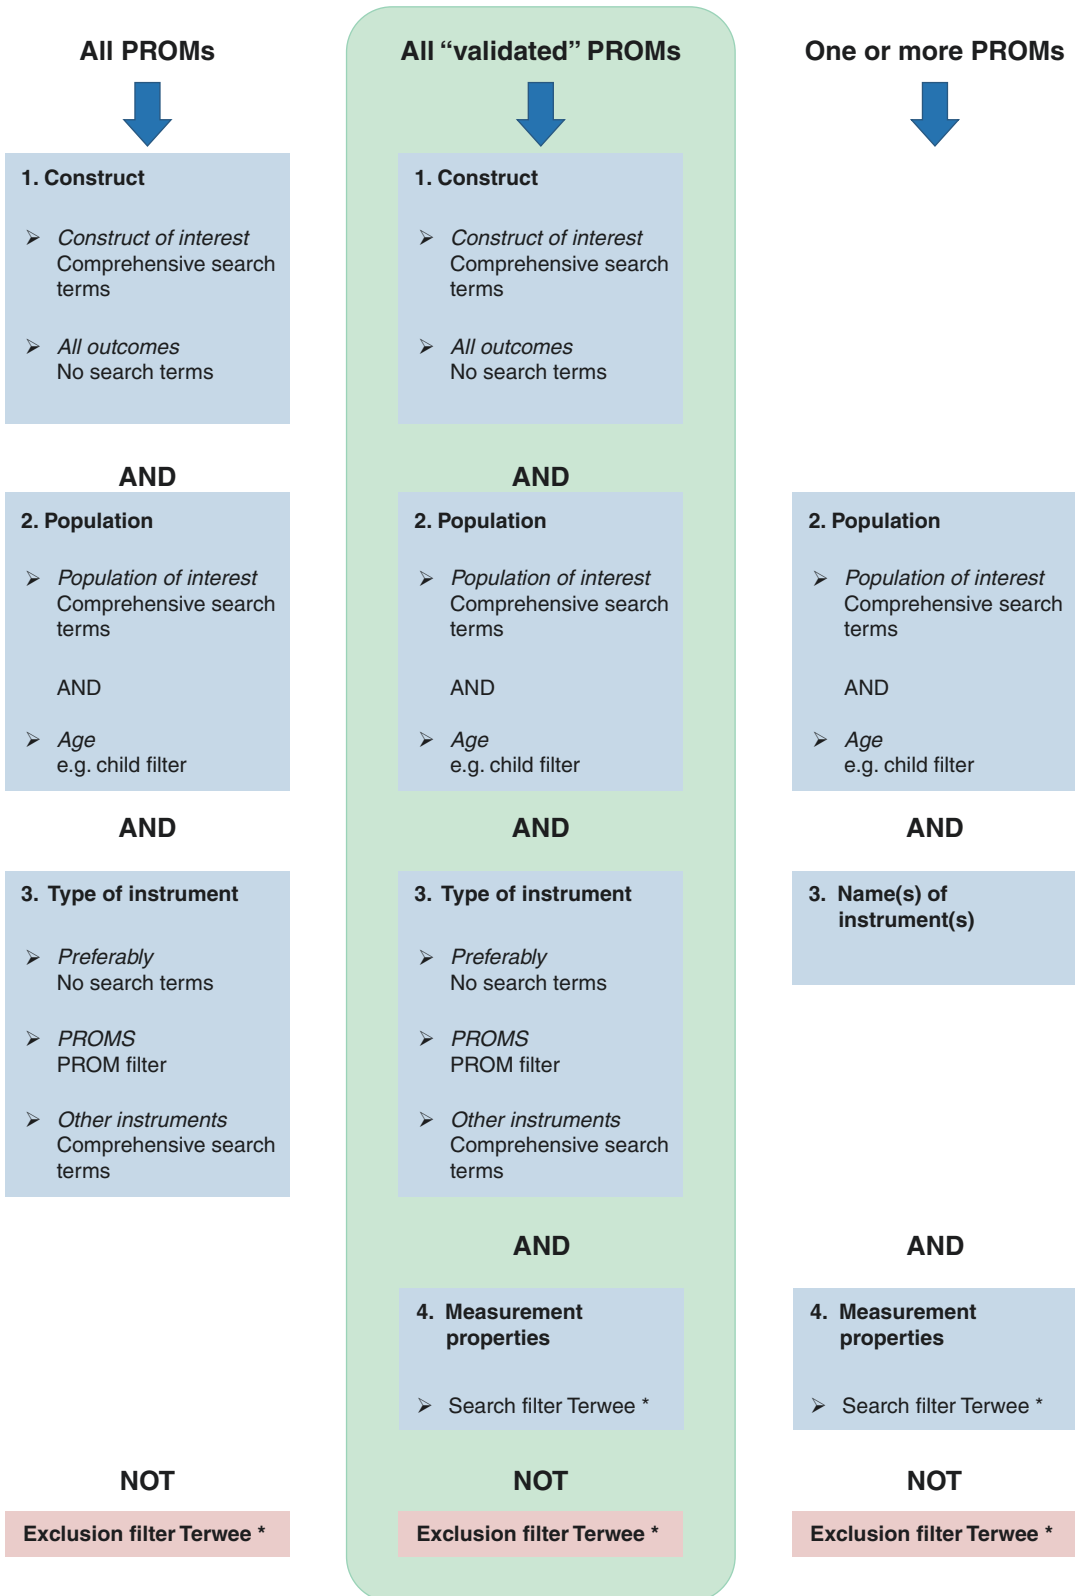 All PROMs
1. Construct
➢ Construct of interest
Comprehensive search
terms
➢ All outcomes
No search terms
AND
2. Population
➢ Population of interest
Comprehensive search
terms
AND
➢ Age
e.g. child filter
AND
3. Type of instrument
➢ Preferably
No search terms
➢ PROMS
PROM filter
➢ Other instruments
Comprehensive search
terms
NOT
Exclusion filter Terwee *
All “validated” PROMs
1. Construct
➢ Construct of interest
Comprehensive search
terms
➢ All outcomes
No search terms
AND
2. Population
➢ Population of interest
Comprehensive search
terms
AND
➢ Age
e.g. child filter
AND
3. Type of instrument
➢ Preferably
No search terms
➢ PROMS
PROM filter
➢ Other instruments
Comprehensive search
terms
AND
4. Measurement
properties
➢ Search filter Terwee *
NOT
Exclusion filter Terwee *
One or more PROMs
2. Population
➢ Population of interest
Comprehensive search
terms
AND
➢ Age
e.g. child filter
AND
3. Name(s) of
instrument(s)
AND
4. Measurement
properties
➢ Search filter Terwee *
NOT
Exclusion filter Terwee *